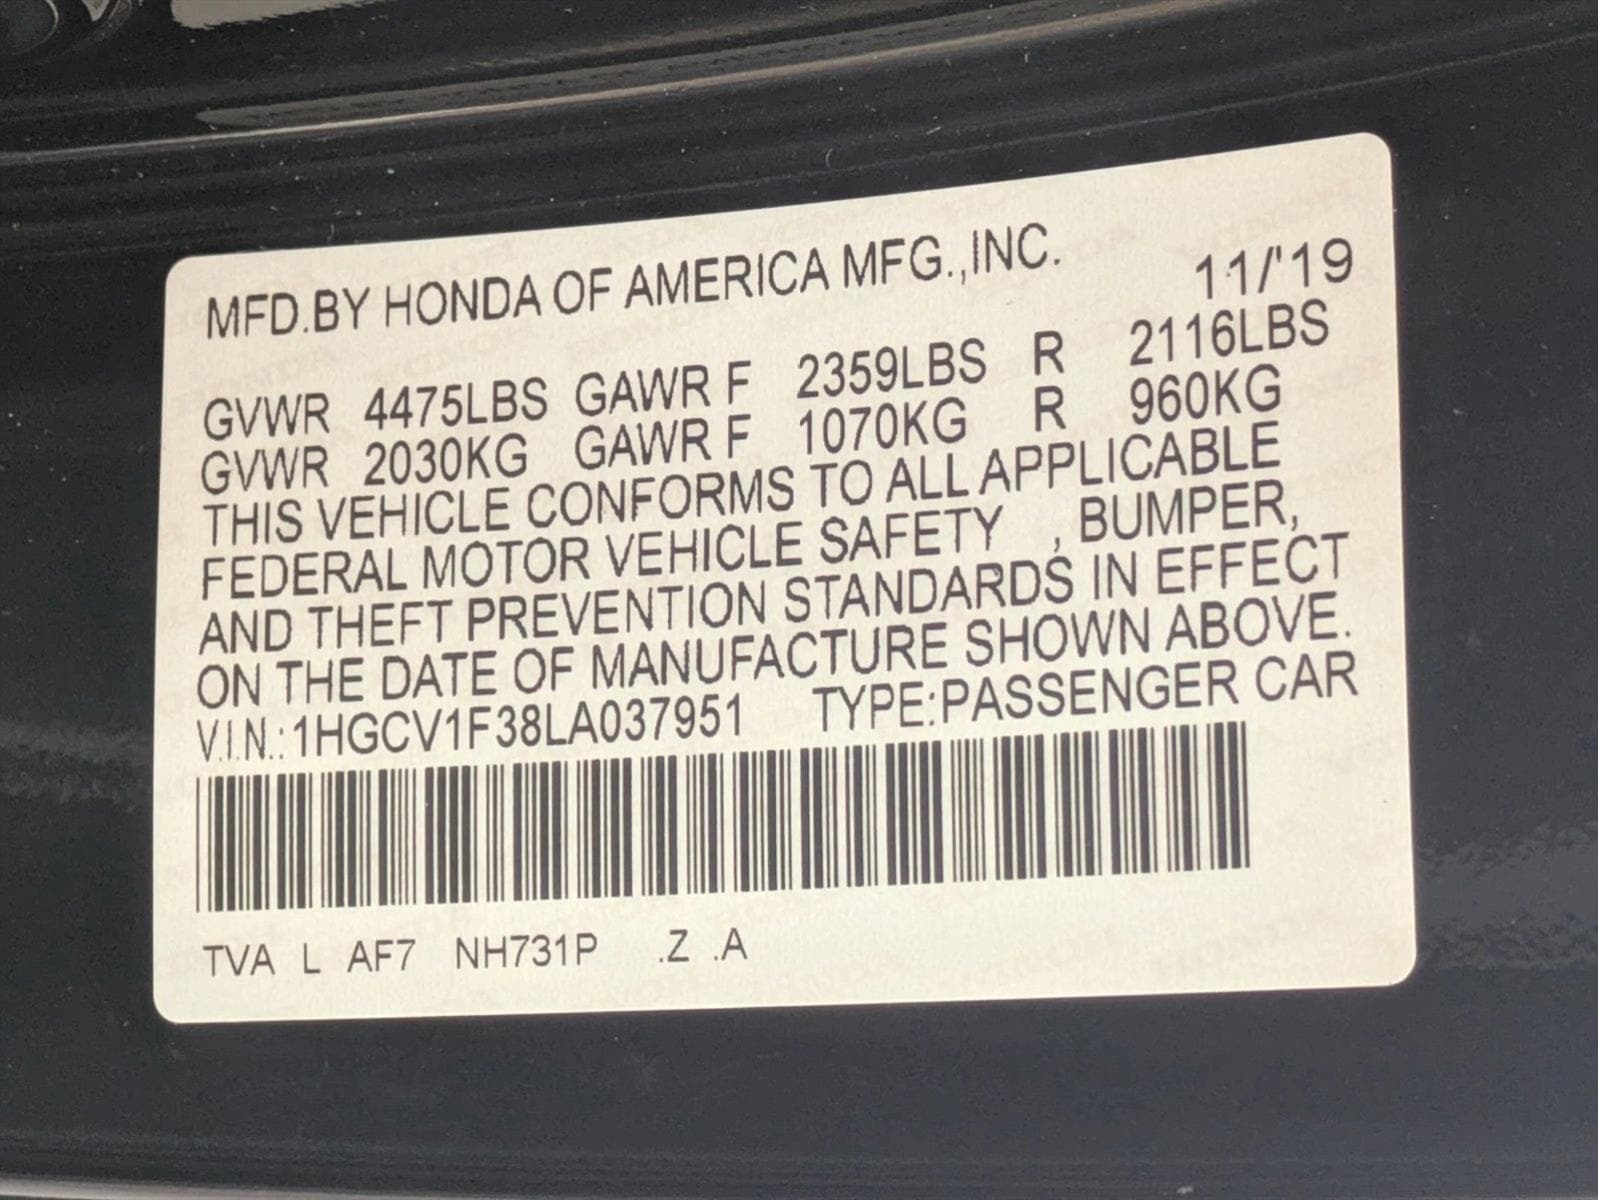 MFD.BY HONDA OF AMERICA MFG.,INC. 11/'19
GVWR 4475LBS GAWR F 2359LBS R 2116LBS
GVWR 2030KG GAWR F 1070KG R 960KG
THIS VEHICLE CONFORMS TO ALL APPLICABLE
FEDERAL MOTOR VEHICLE SAFETY , BUMPER,
AND THEFT PREVENTION STANDARDS IN EFFECT
ON THE DATE OF MANUFACTURE SHOWN ABOVE.
V.I.N.:1HGCV1F38LA037951 TYPE:PASSENGER CAR
TVA L AF7 NH731P .Z .A